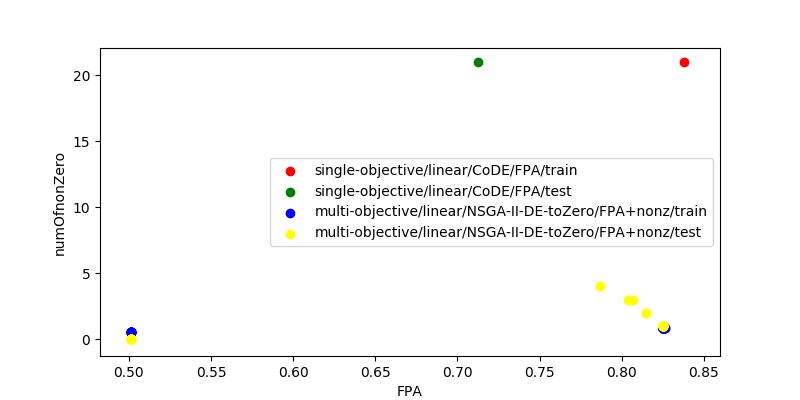 20
15
10
5
0
numOfnonZero
single-objective/linear/CoDE/FPA/train
single-objective/linear/CoDE/FPA/test
multi-objective/linear/NSGA-II-DE-toZero/FPA+nonz/train
multi-objective/linear/NSGA-II-DE-toZero/FPA+nonz/test
0.50 0.55 0.60 0.65 0.70 0.75 0.80 0.85
FPA